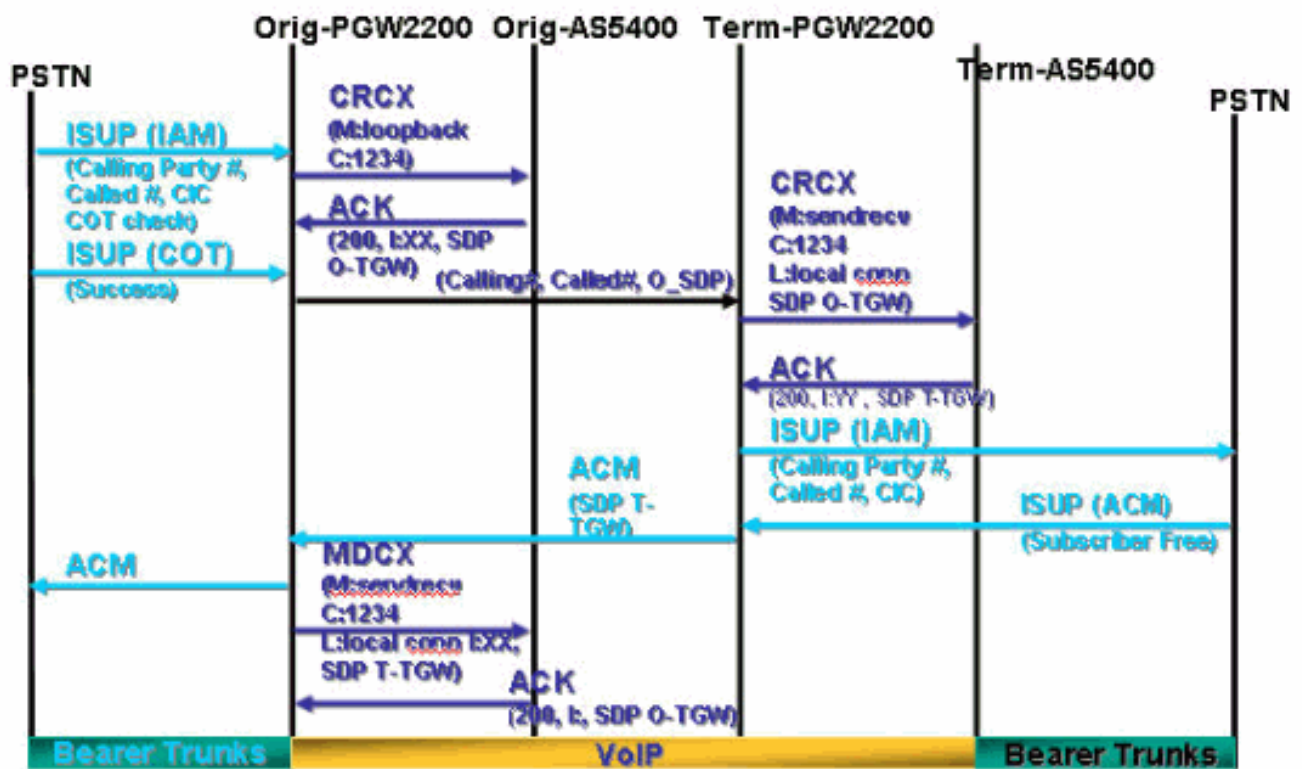 Orig-PGW2200 Orig-AS5400 Term-PGW2200
Term-AS5400
PSTN
PSTN
ISUP (IAM)
(Calling Party #,
Called #, CIC
COT check)
CRCX
(M:loopback
C:1234)
ACK
(200, I:XX, SDP
O-TGW)
ISUP (COT)
(Success)
(Calling#, Called#, O_SDP)
CRCX
(M:sendrecv
C:1234
L:local conn
SDP O-TGW)
ACK
(200, I:YY , SDP T-TGW)
ISUP (IAM)
(Calling Party #,
Called #, CIC)
ISUP (ACM)
(Subscriber Free)
ACM
(SDP T-
TGW)
ACM
MDCX
(M:sendrecv
C:1234
L:local conn I:XX,
SDP T-TGW)
ACK
(200, I:, SDP O-TGW)
Bearer Trunks
VoIP
Bearer Trunks